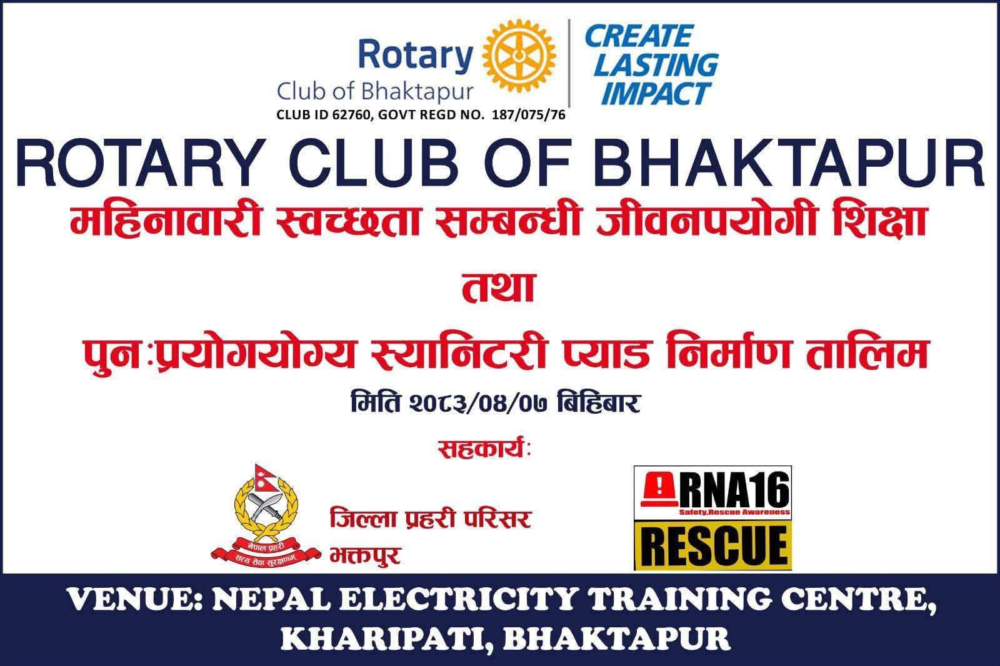 Rotary
Club of Bhaktapur
CLUB ID 62760, GOVT REGD NO. 187/075/76
CREATE
LASTING
IMPACT
ROTARY CLUB OF BHAKTAPUR
महिनावारी स्वच्छता सम्बन्धी जीवनपयोगी शिक्षा
तथा
पुनःप्रयोगयोग्य स्यानिटरी प्याड निर्माण तालिम
मिति २०८३/०४/०७ बिहिबार
सहकार्यः
नेपाल प्रहरी
सत्य सेवा सुरक्षणम्
जिल्ला प्रहरी परिसर
भक्तपुर
RNA16
Safety,Rescue Awareness
RESCUE
VENUE: NEPAL ELECTRICITY TRAINING CENTRE,
KHARIPATI, BHAKTAPUR